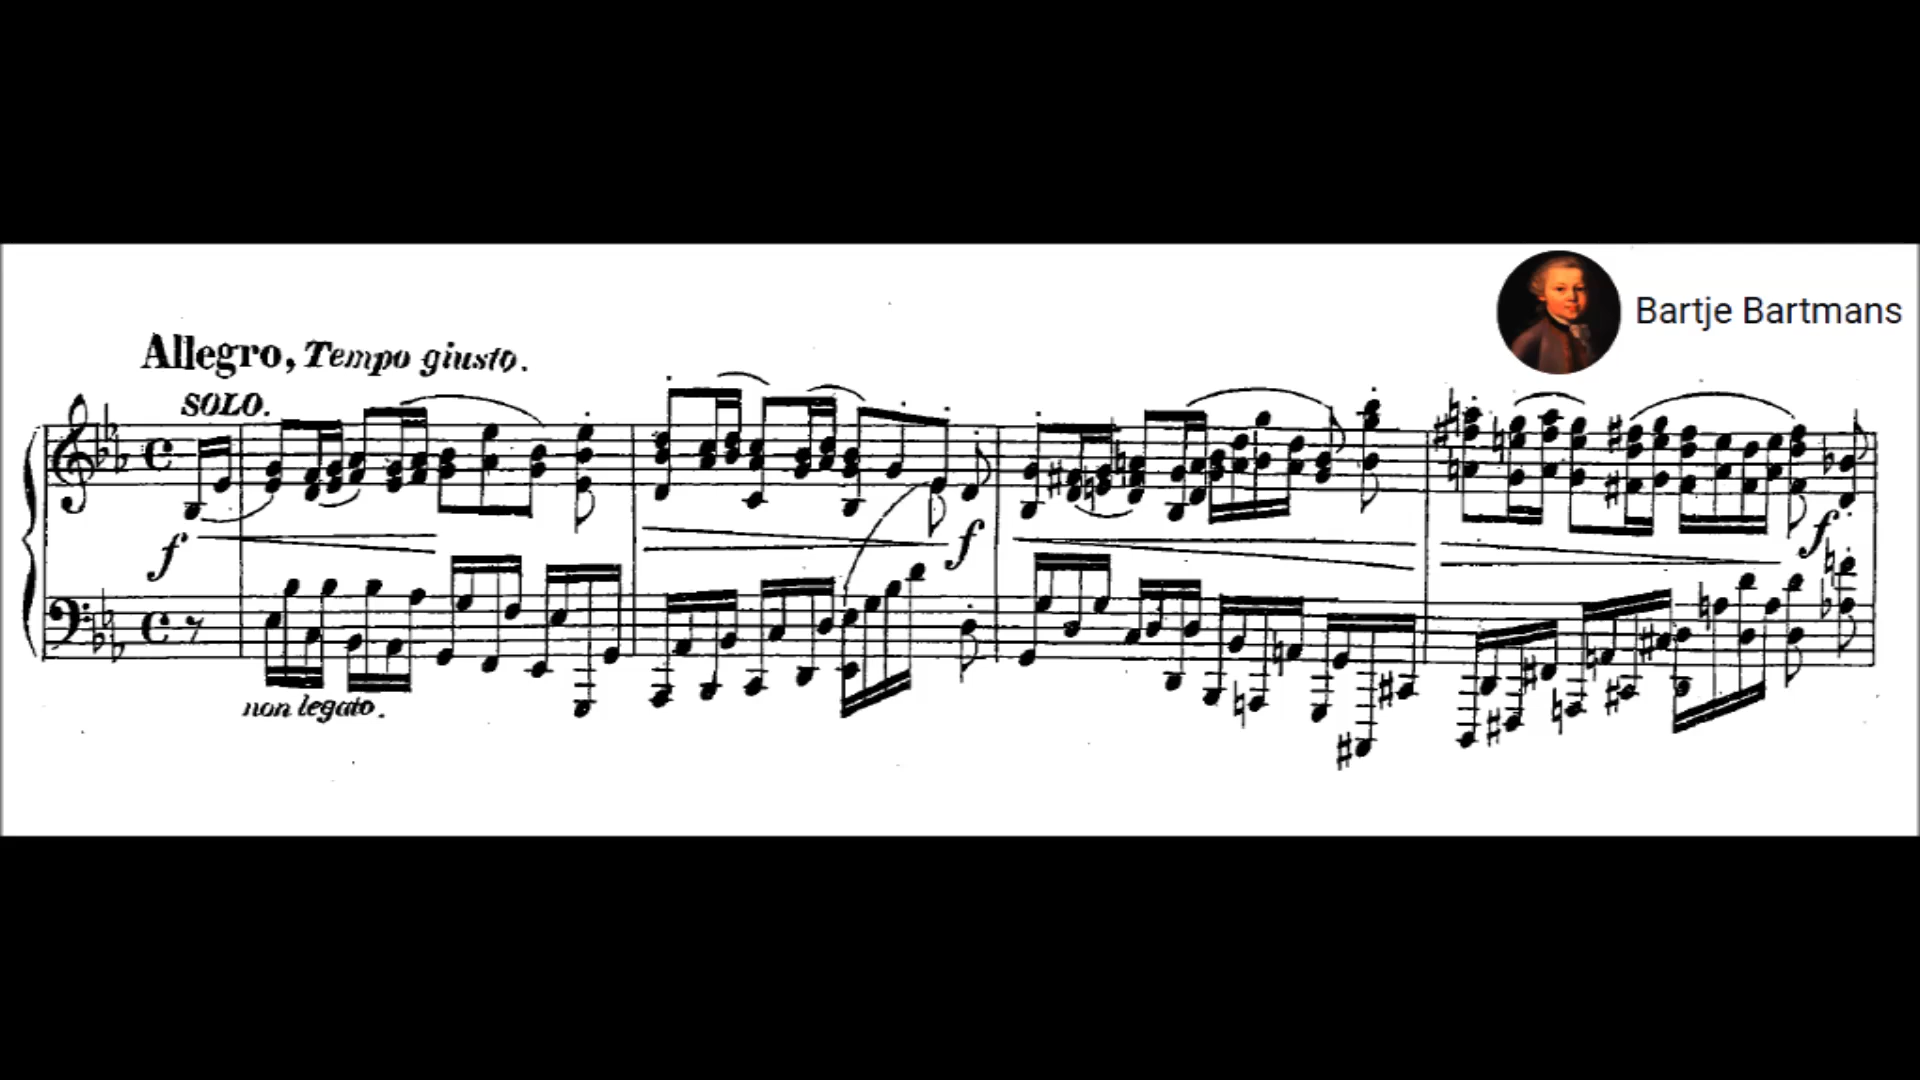 Bartje Bartmans
Allegro, Tempo giusto.
SOLO.
f
f
f
non legato.